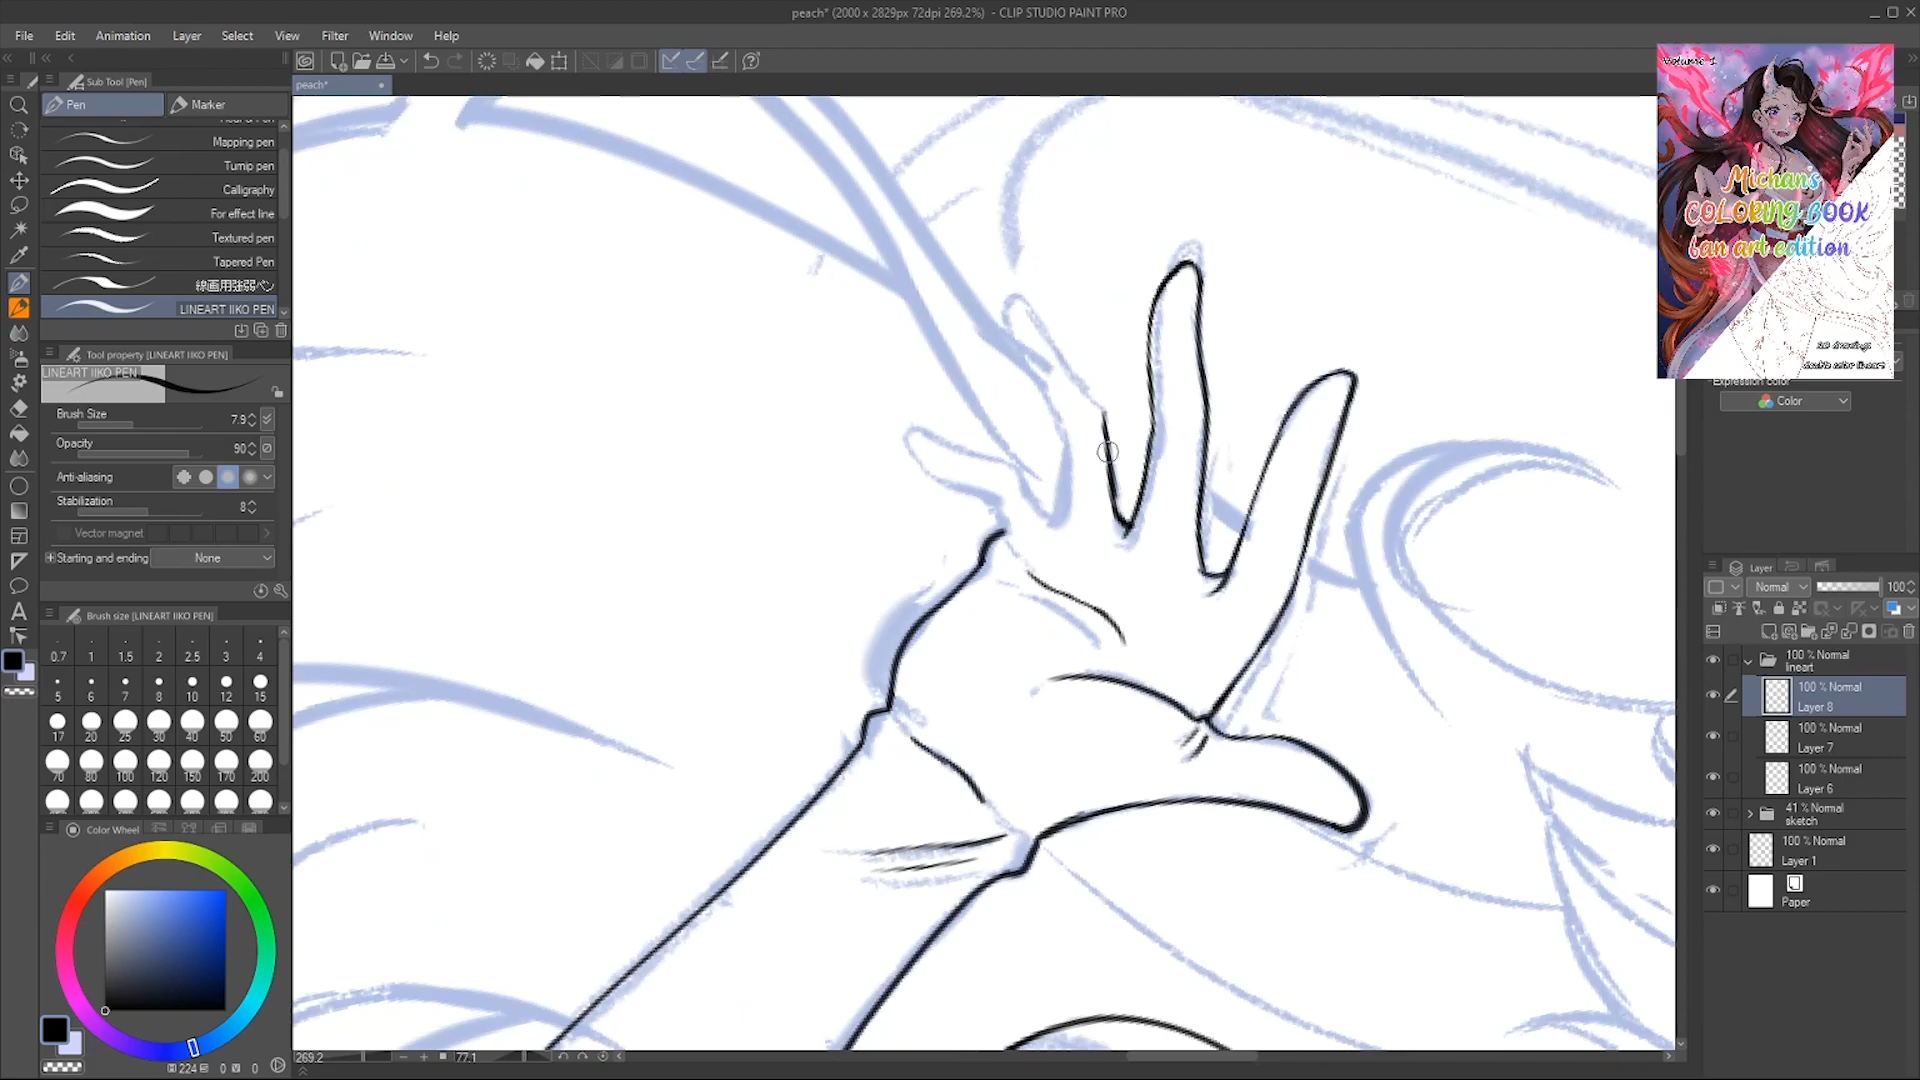 peach* (2000 x 2829px 72dpi 269.2%) - CLIP STUDIO PAINT PRO
File Edit Animation Layer Select View Filter Window Help
Sub Tool [Pen]
peach*
Pen Marker
Mapping pen
Turnip pen
Calligraphy
For effect line
Textured pen
Tapered Pen
線画用強弱ペン
LINEART IIKO PEN
Tool property [LINEART IIKO PEN]
LINEART IIKO PEN
Brush Size 7.9
Opacity 90
Anti-aliasing
Stabilization 8
Vector magnet
Starting and ending None
Brush size [LINEART IIKO PEN]
0.7 1 1.5 2 2.5 3 4
5 6 7 8 10 12 15
17 20 25 30 40 50 60
70 80 100 120 150 170 200
Color Wheel
224 0 0
269.2 77.1
Volume 1
Michan's
COLORING BOOK
fan art edition
double color lineart
Expression color
Color
Layer
Normal 100
100 % Normal
lineart
100 % Normal
Layer 8
100 % Normal
Layer 7
100 % Normal
Layer 6
41 % Normal
sketch
100 % Normal
Layer 1
Paper